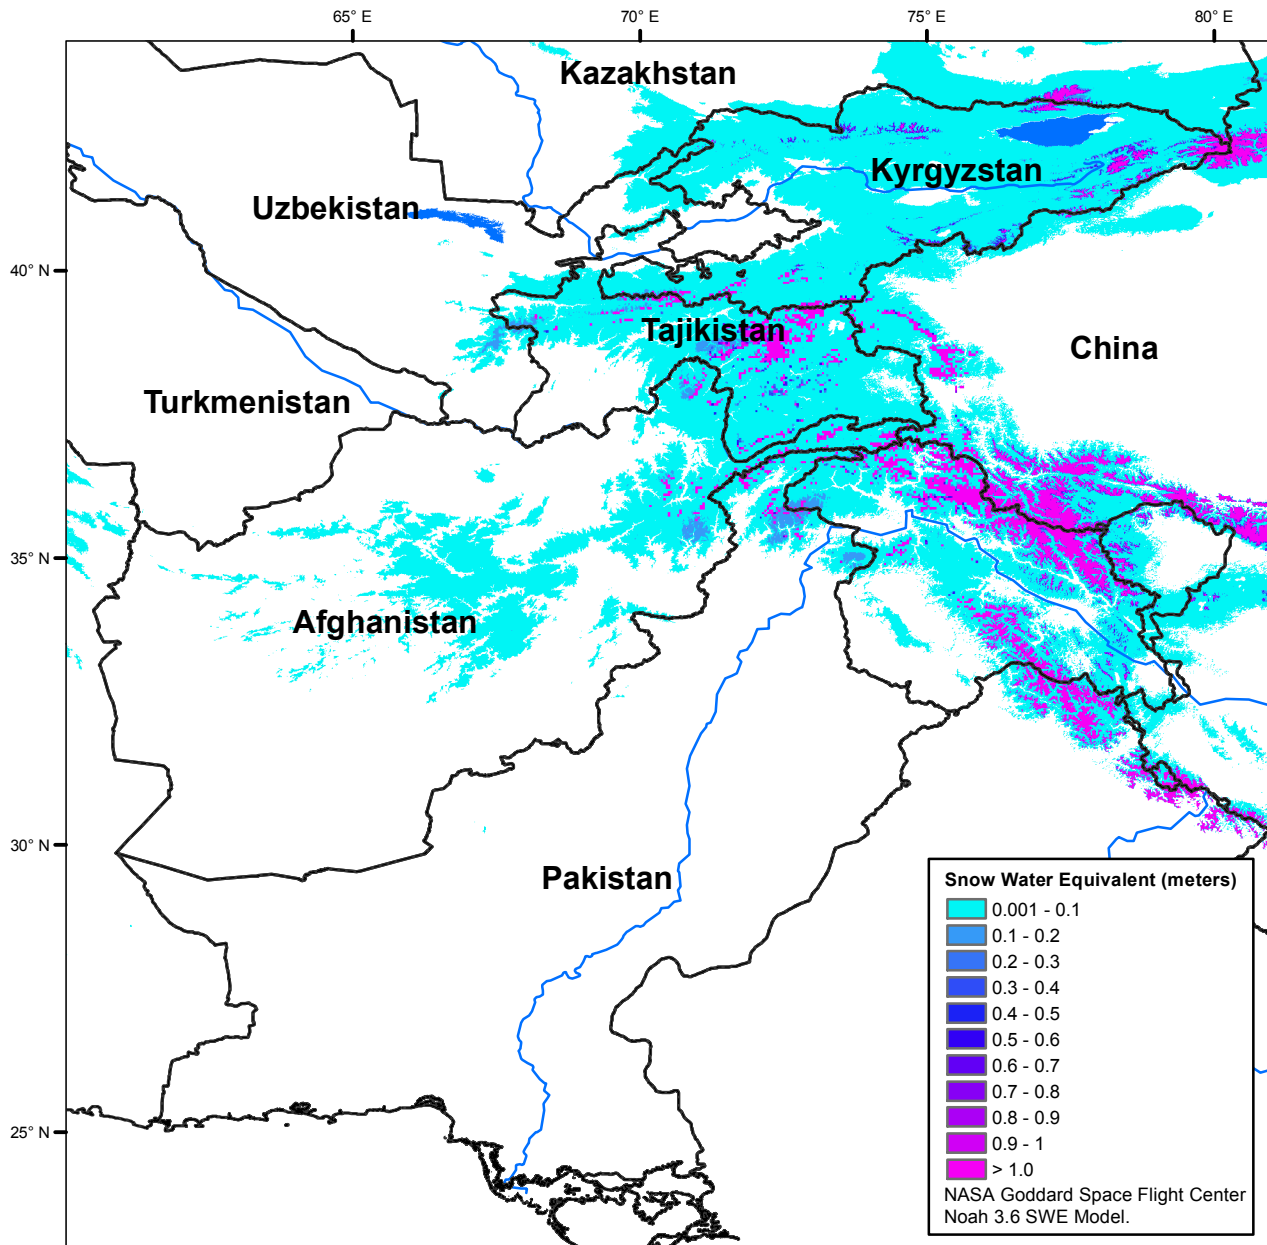 65° E
70° E
75° E
80° E
Kazakhstan
Kyrgyzstan
Uzbekistan
40° N
Tajikistan
China
Turkmenistan
35° N
Afghanistan
30° N
Pakistan
25° N
Snow Water Equivalent (meters)
0.001 - 0.1
0.1 - 0.2
0.2 - 0.3
0.3 - 0.4
0.4 - 0.5
0.5 - 0.6
0.6 - 0.7
0.7 - 0.8
0.8 - 0.9
0.9 - 1
> 1.0
NASA Goddard Space Flight Center
Noah 3.6 SWE Model.